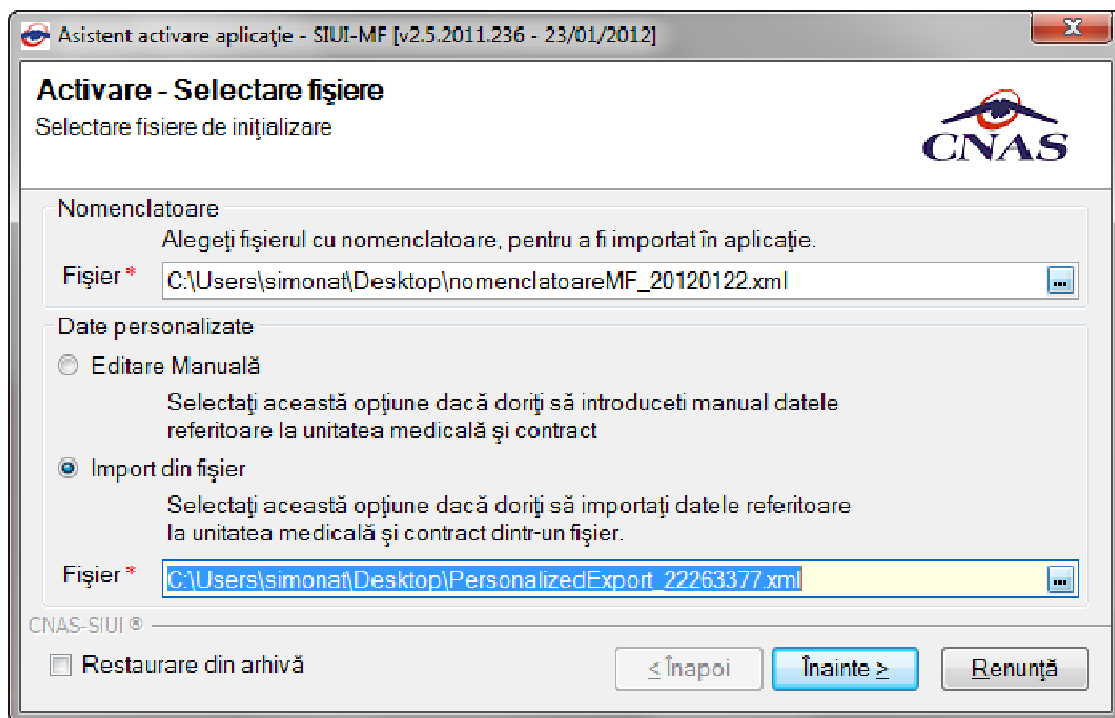 Asistent activare aplicație - SIUI-MF [v2.5.2011.236 - 23/01/2012]
x
Activare - Selectare fişiere
Selectare fisiere de iniţializare
CNAS
Nomenclatoare
Alegeţi fişierul cu nomenclatoare, pentru a fi importat în aplicaţie.
Fişier * C:\Users\simonat\Desktop\nomenclatoareMF_20120122.xml ...
Date personalizate
Editare Manuală
Selectaţi această opţiune dacă doriţi să introduceti manual datele
referitoare la unitatea medicală şi contract
Import din fişier
Selectaţi această opţiune dacă doriţi să importaţi datele referitoare
la unitatea medicală şi contract dintr-un fişier.
Fişier * C:\Users\simonat\Desktop\PersonalizedExport_22263377.xml ...
CNAS-SIUI ®
Restaurare din arhivă
< Înapoi
Înainte >
Renunţă